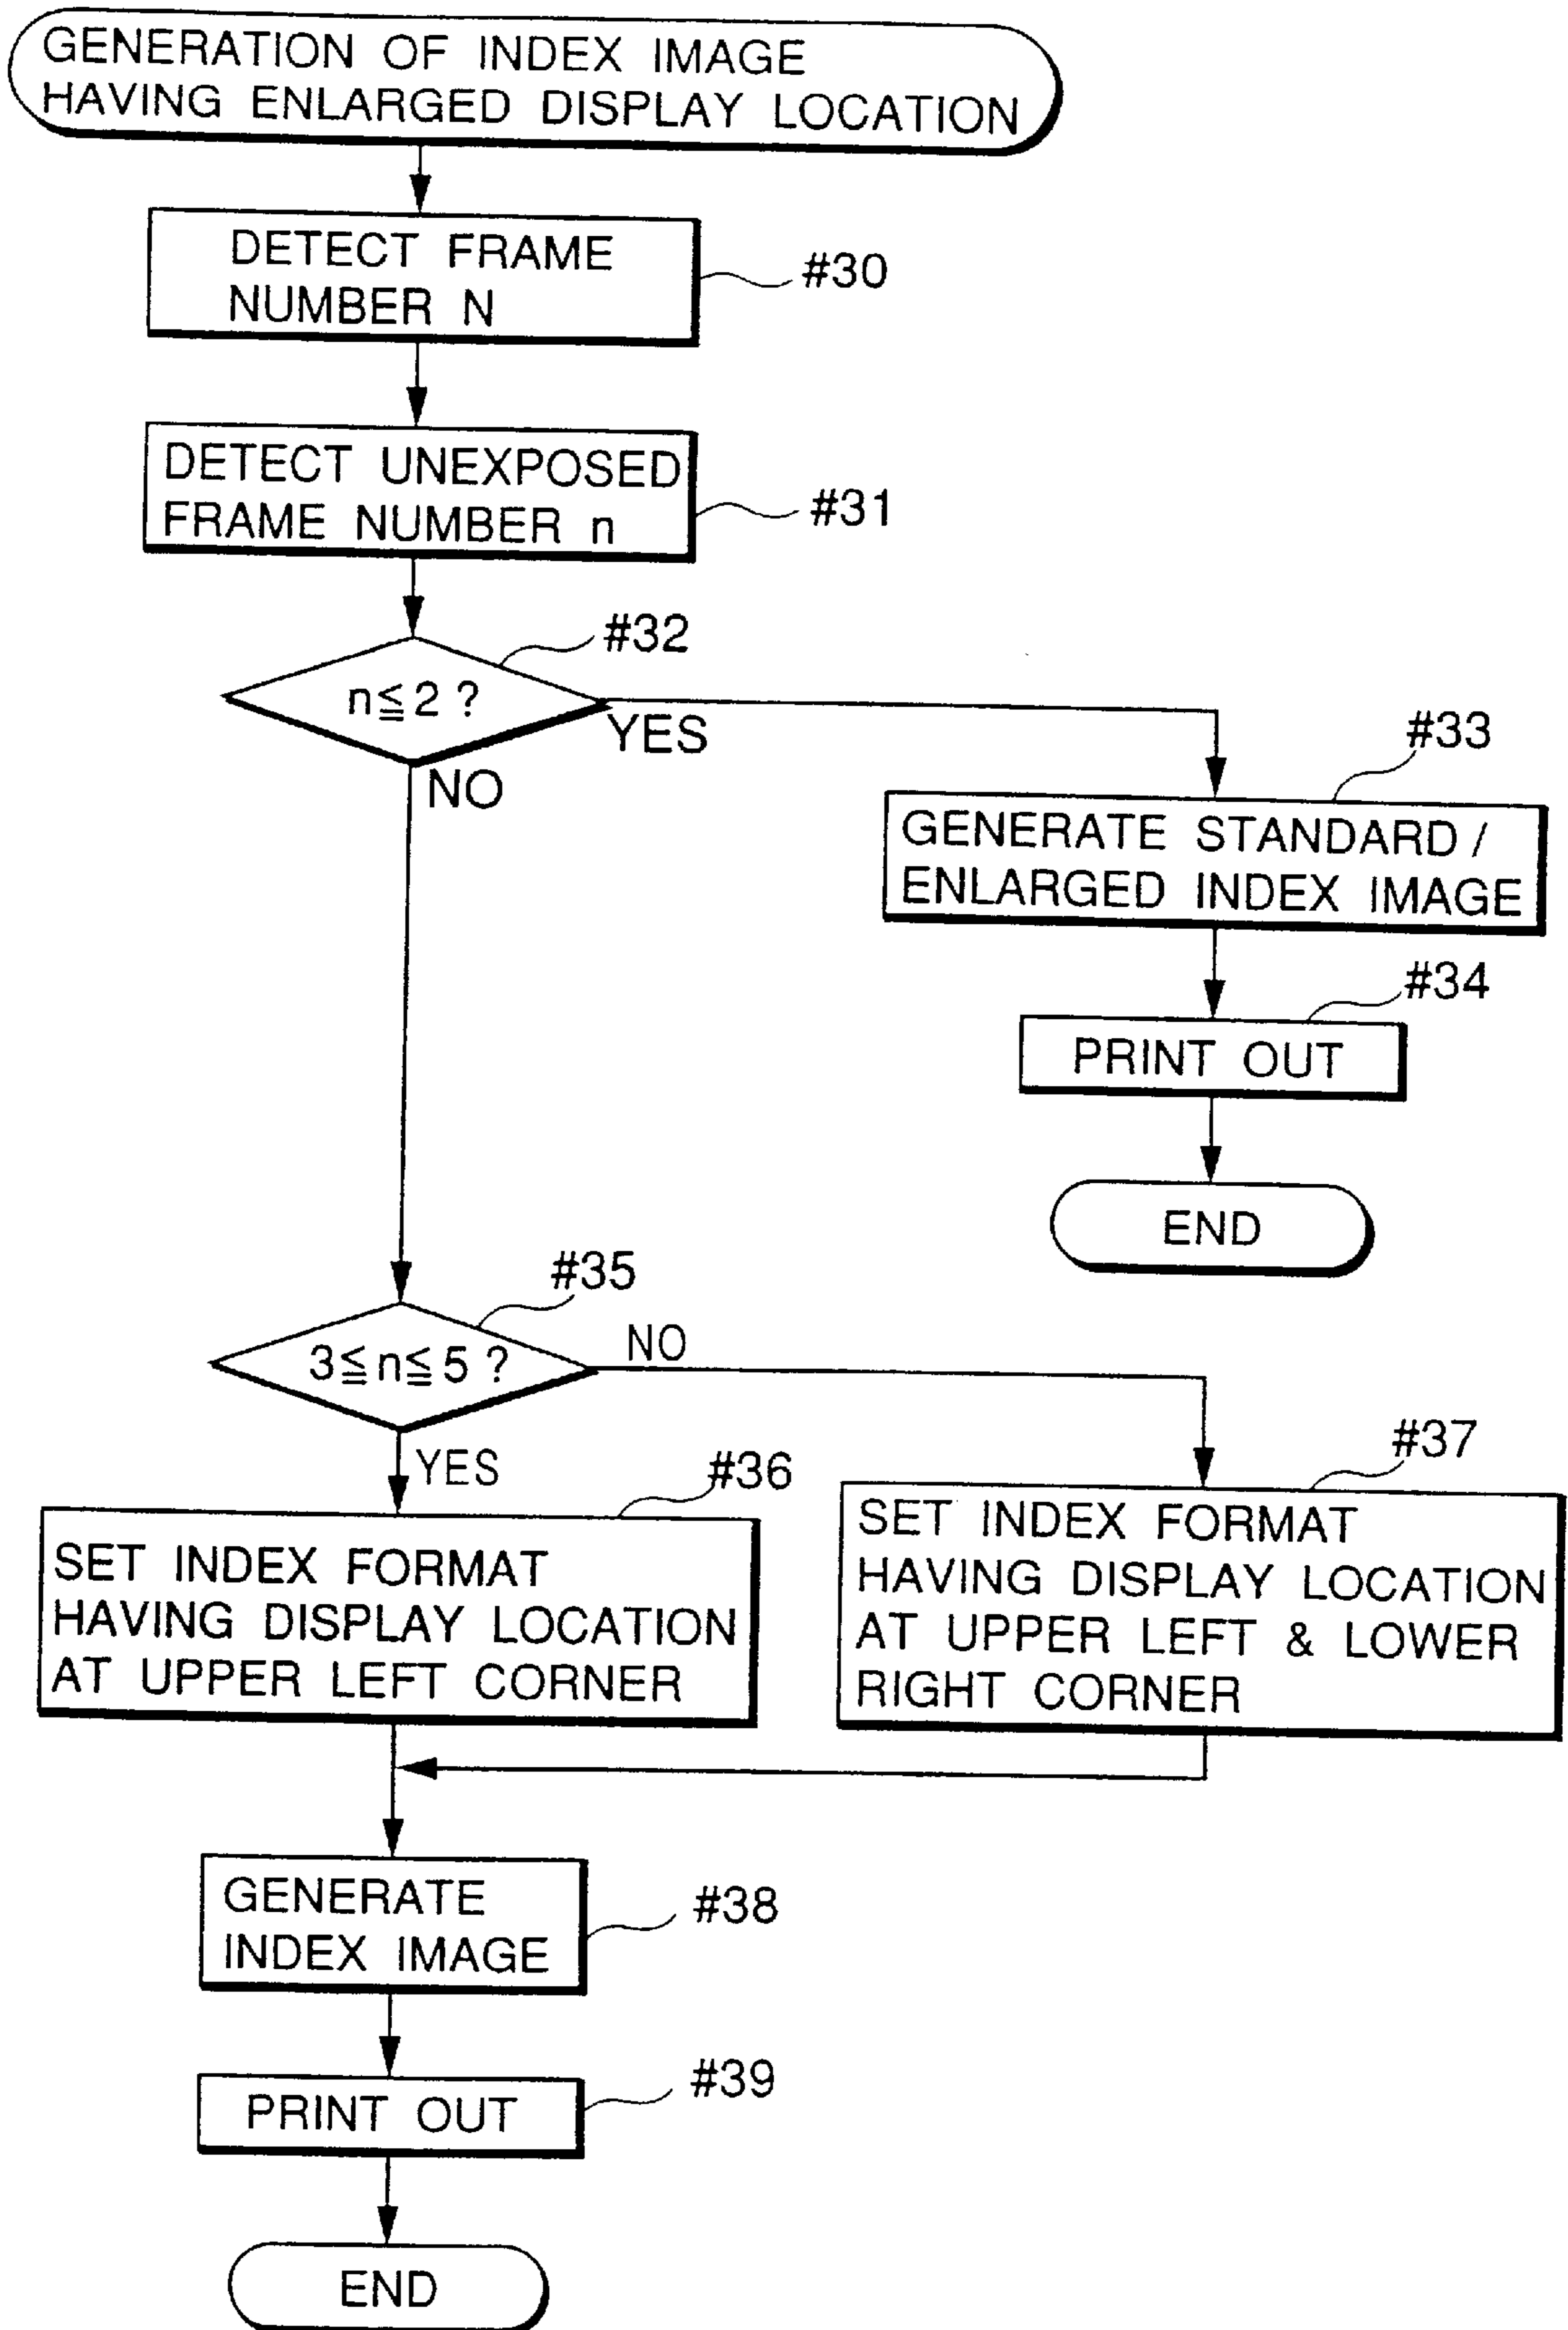 GENERATION OF INDEX IMAGE
HAVING ENLARGED DISPLAY LOCATION
DETECT FRAME
NUMBER N
#30
DETECT UNEXPOSED
FRAME NUMBER n
#31
#32
n≦2 ?
YES
NO
#33
GENERATE STANDARD /
ENLARGED INDEX IMAGE
#34
PRINT OUT
END
#35
3≦n≦5 ?
NO
YES
#36
SET INDEX FORMAT
HAVING DISPLAY LOCATION
AT UPPER LEFT CORNER
#37
SET INDEX FORMAT
HAVING DISPLAY LOCATION
AT UPPER LEFT & LOWER
RIGHT CORNER
GENERATE
INDEX IMAGE
#38
PRINT OUT
#39
END